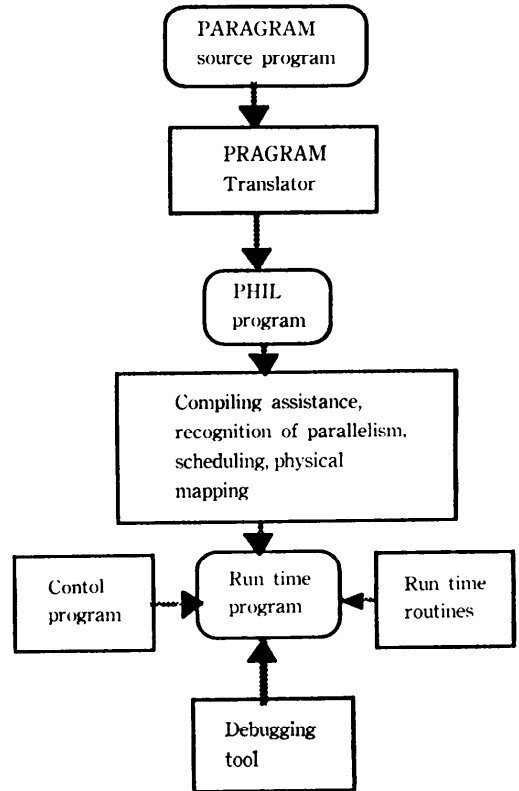 PARAGRAM
source program
PRAGRAM
Translator
PHIL
program
Compiling assistance,
recognition of parallelism,
scheduling, physical
mapping
Contol
program
Run time
program
Run time
routines
Debugging
tool